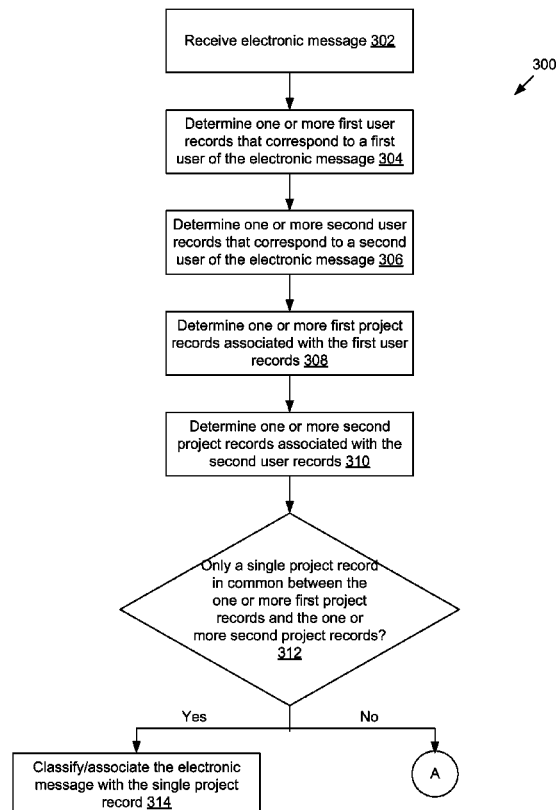 Receive electronic message 302
300
Determine one or more first user
records that correspond to a first
user of the electronic message 304
Determine one or more second user
records that correspond to a second
user of the electronic message 306
Determine one or more first project
records associated with the first user
records 308
Determine one or more second
project records associated with the
second user records 310
Only a single project record
in common between the
one or more first project
records and the one or
more second project records?
312
Yes
No
Classify/associate the electronic
message with the single project
record 314
A